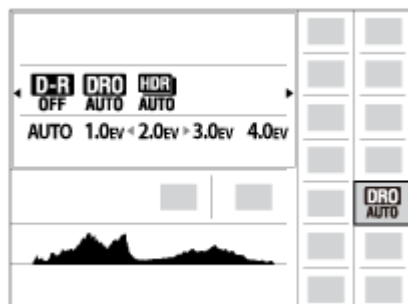 D-R DRO HDR
OFF AUTO AUTO
AUTO 1.0EV 2.0EV 3.0EV 4.0EV
DRO
AUTO